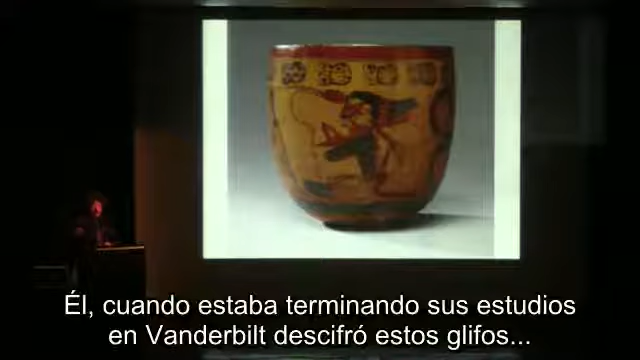 Él, cuando estaba terminando sus estudios
en Vanderbilt descifró estos glifos...